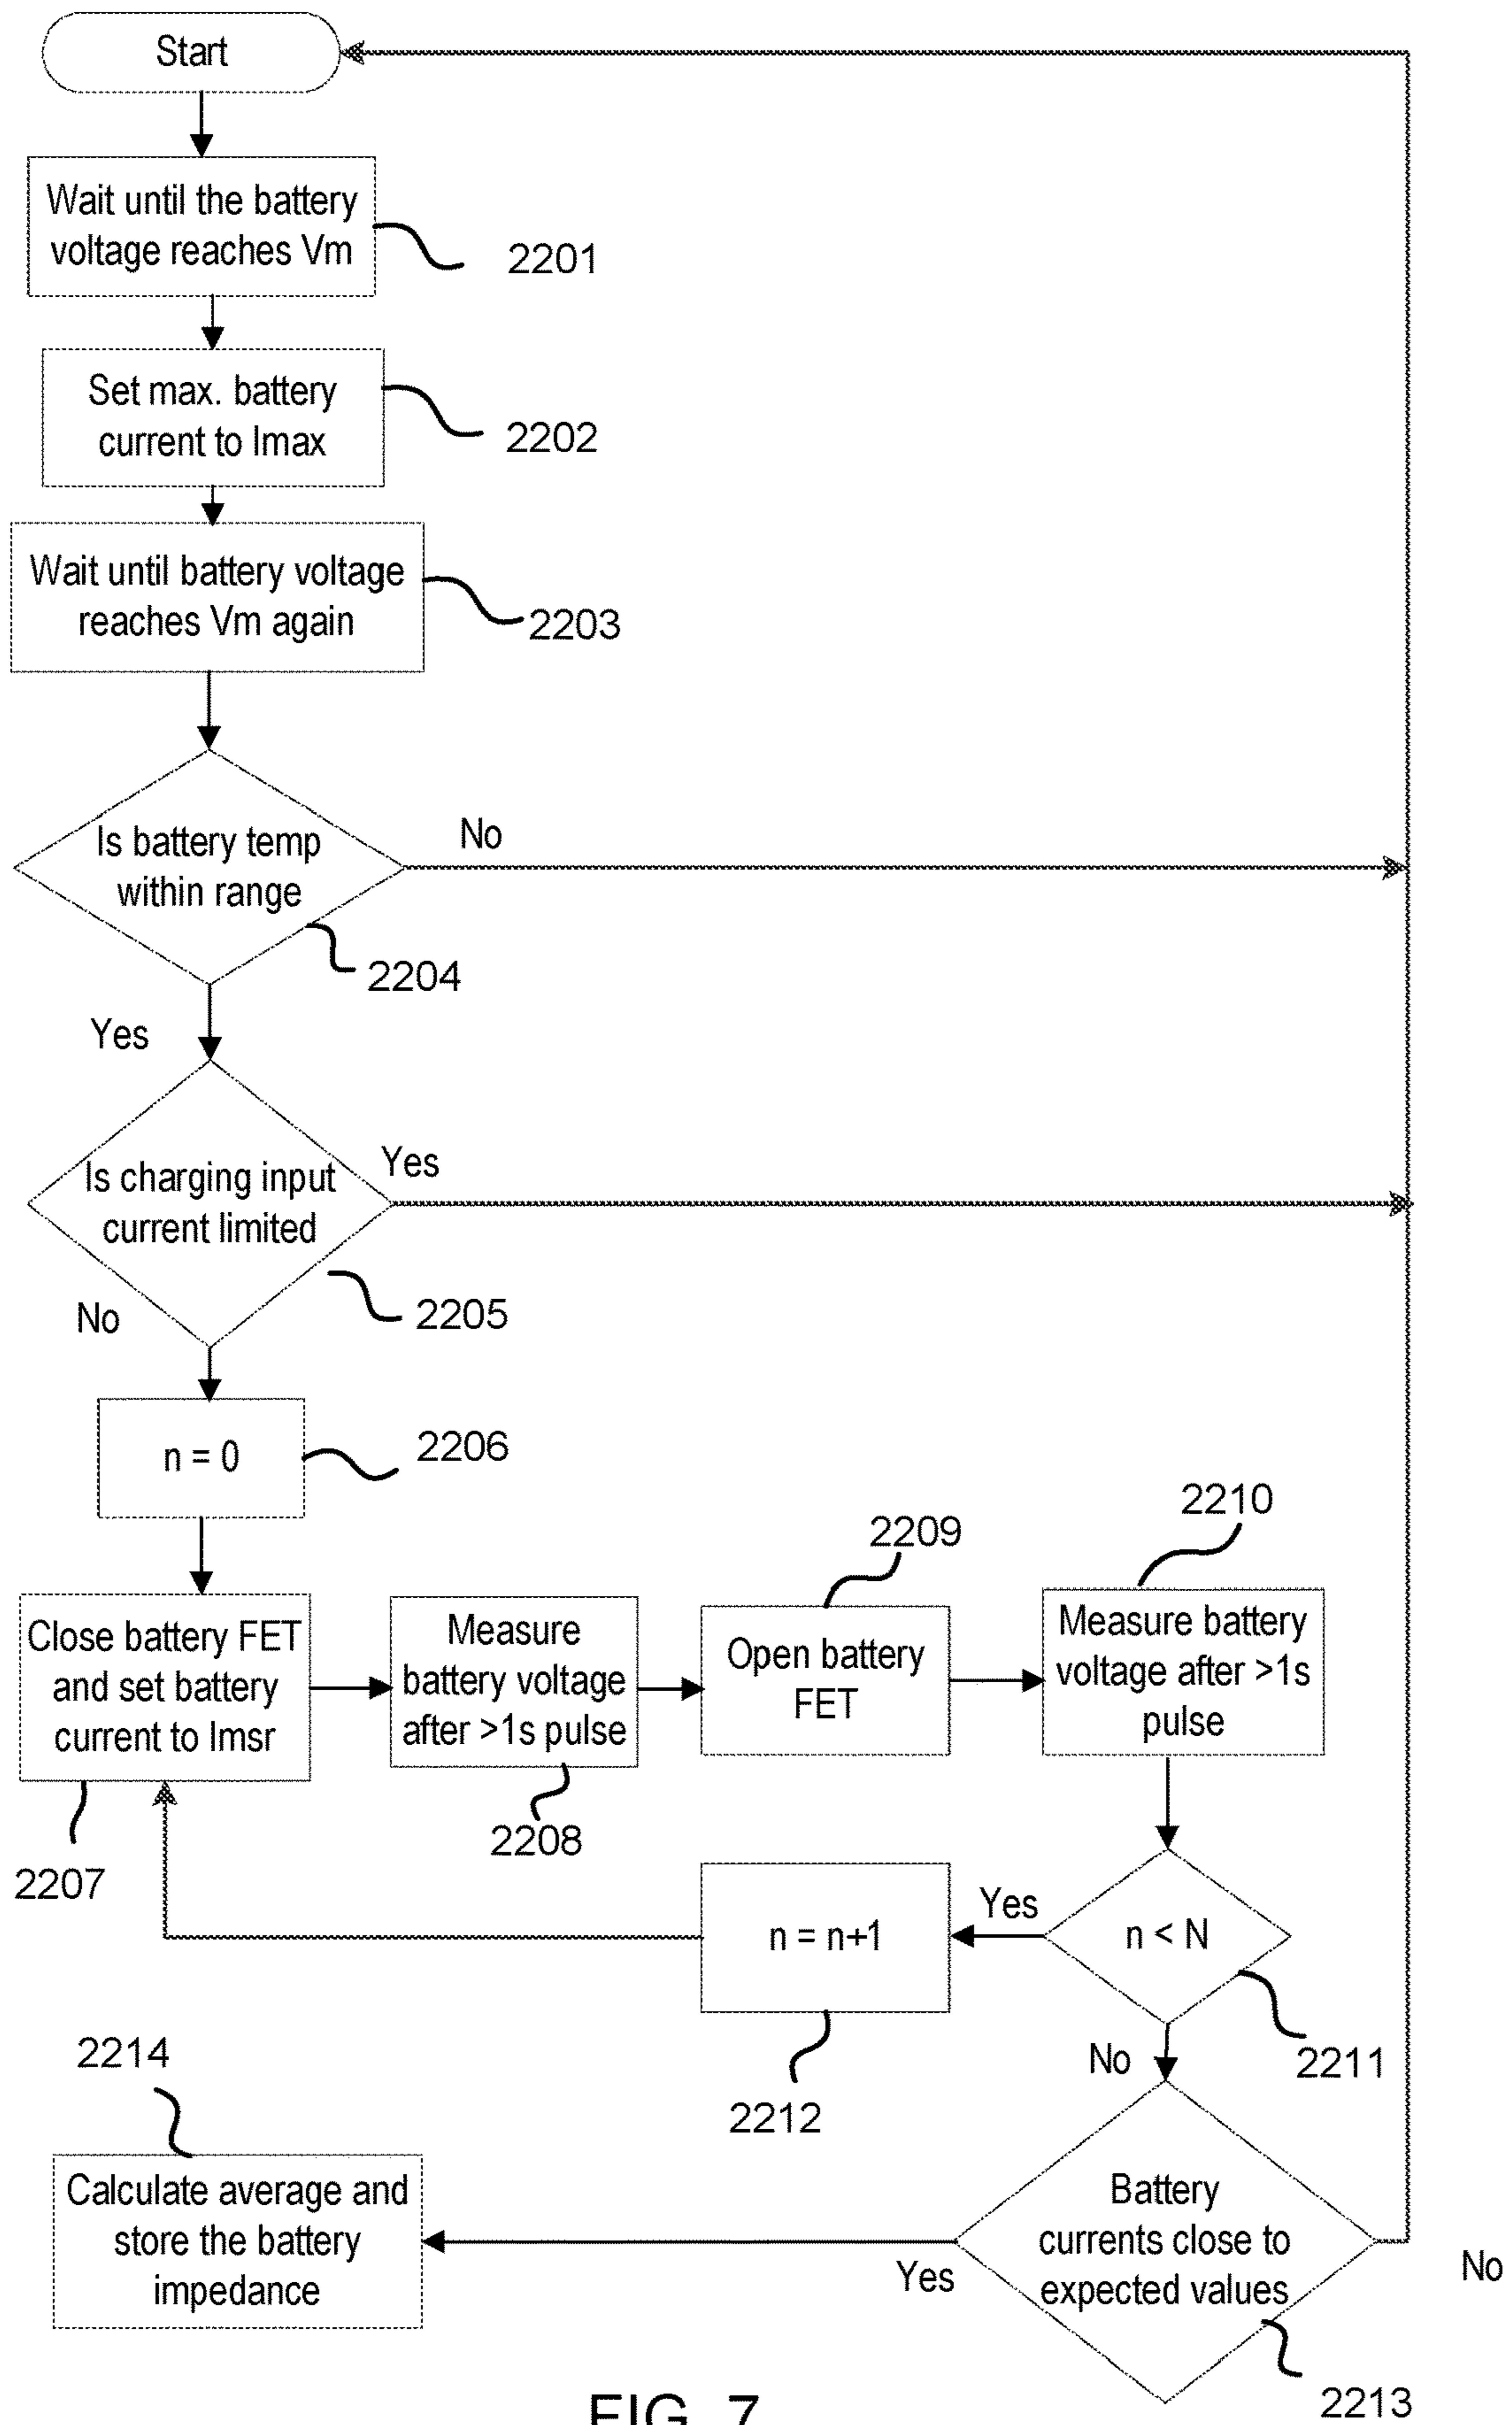 Start
Wait until the battery
voltage reaches Vm
2201
Set max. battery
current to Imax
2202
Wait until battery voltage
reaches Vm again
2203
Is battery temp
within range
No
2204
Yes
Is charging input
current limited
Yes
2205
No
n = 0
2206
Close battery FET
and set battery
current to Imsr
2207
Measure
battery voltage
after >1s pulse
2208
2209
Open battery
FET
2210
Measure battery
voltage after >1s
pulse
n < N
Yes
2211
n = n+1
2212
No
Battery
currents close to
expected values
No
Yes
2213
2214
Calculate average and
store the battery
impedance
FIG. 7